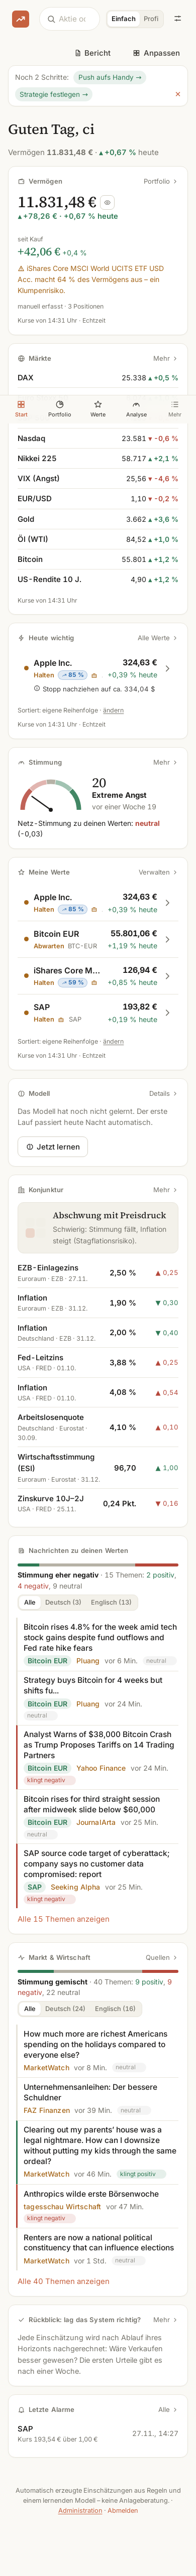 Aktie or
Einfach Profi
Bericht Anpassen
Noch 2 Schritte: Push aufs Handy →
Strategie festlegen → ✕
Guten Tag, ci
Vermögen 11.831,48 € · ▴+0,67 % heute
Vermögen Portfolio >
11.831,48 €
▴+78,26 € · +0,67 % heute
seit Kauf
+42,06 € +0,4 %
⚠ iShares Core MSCI World UCITS ETF USD
Acc. macht 64 % des Vermögens aus – ein
Klumpenrisiko.
manuell erfasst · 3 Positionen
Kurse von 14:31 Uhr · Echtzeit
Märkte Mehr >
DAX 25.338 ▴ +0,5 %
Start Portfolio Werte Analyse Mehr
Nasdaq 23.581 ▾ -0,6 %
Nikkei 225 58.717 ▴ +2,1 %
VIX (Angst) 25,56 ▾ -4,6 %
EUR/USD 1,10 ▾ -0,2 %
Gold 3.662 ▴ +3,6 %
Öl (WTI) 84,52 ▴ +1,0 %
Bitcoin 55.801 ▴ +1,2 %
US-Rendite 10 J. 4,90 ▴ +1,2 %
Kurse von 14:31 Uhr
Heute wichtig Alle Werte >
Apple Inc. 324,63 €
Halten 85 % +0,39 % heute
Stopp nachziehen auf ca. 334,04 $
Sortiert: eigene Reihenfolge · ändern
Kurse von 14:31 Uhr · Echtzeit
Stimmung Mehr >
20
Extreme Angst
vor einer Woche 19
Netz-Stimmung zu deinen Werten: neutral
(-0,03)
Meine Werte Verwalten >
Apple Inc. 324,63 €
Halten 85 % +0,39 % heute
Bitcoin EUR 55.801,06 €
Abwarten BTC-EUR +1,19 % heute
iShares Core M... 126,94 €
Halten 59 % +0,85 % heute
SAP 193,82 €
Halten SAP +0,19 % heute
Sortiert: eigene Reihenfolge · ändern
Kurse von 14:31 Uhr · Echtzeit
Modell Details >
Das Modell hat noch nicht gelernt. Der erste
Lauf passiert heute Nacht automatisch.
Jetzt lernen
Konjunktur Mehr >
Abschwung mit Preisdruck
Schwierig: Stimmung fällt, Inflation
steigt (Stagflationsrisiko).
EZB-Einlagezins 2,50 % ▲ 0,25
Euroraum · EZB · 27.11.
Inflation 1,90 % ▼ 0,30
Euroraum · EZB · 31.12.
Inflation 2,00 % ▼ 0,40
Deutschland · EZB · 31.12.
Fed-Leitzins 3,88 % ▲ 0,25
USA · FRED · 01.10.
Inflation 4,08 % ▲ 0,54
USA · FRED · 01.10.
Arbeitslosenquote 4,10 % ▲ 0,10
Deutschland · Eurostat ·
30.09.
Wirtschaftsstimmung 96,70 ▲ 1,00
(ESI)
Euroraum · Eurostat · 31.12.
Zinskurve 10J–2J 0,24 Pkt. ▼ 0,16
USA · FRED · 25.11.
Nachrichten zu deinen Werten
Stimmung eher negativ · 15 Themen: 2 positiv,
4 negativ, 9 neutral
Alle Deutsch (3) Englisch (13)
Bitcoin rises 4.8% for the week amid tech
stock gains despite fund outflows and
Fed rate hike fears
Bitcoin EUR Pluang vor 6 Min. neutral
Strategy buys Bitcoin for 4 weeks but
shifts fu...
Bitcoin EUR Pluang vor 24 Min.
neutral
Analyst Warns of $38,000 Bitcoin Crash
as Trump Proposes Tariffs on 14 Trading
Partners
Bitcoin EUR Yahoo Finance vor 24 Min.
klingt negativ
Bitcoin rises for third straight session
after midweek slide below $60,000
Bitcoin EUR JournalArta vor 25 Min.
neutral
SAP source code target of cyberattack;
company says no customer data
compromised: report
SAP Seeking Alpha vor 25 Min.
klingt negativ
Alle 15 Themen anzeigen
Markt & Wirtschaft Quellen >
Stimmung gemischt · 40 Themen: 9 positiv, 9
negativ, 22 neutral
Alle Deutsch (24) Englisch (16)
How much more are richest Americans
spending on the holidays compared to
everyone else?
MarketWatch vor 8 Min. neutral
Unternehmensanleihen: Der bessere
Schuldner
FAZ Finanzen vor 39 Min. neutral
Clearing out my parents’ house was a
legal nightmare. How can I downsize
without putting my kids through the same
ordeal?
MarketWatch vor 46 Min. klingt positiv
Anthropics wilde erste Börsenwoche
tagesschau Wirtschaft vor 47 Min.
klingt negativ
Renters are now a national political
constituency that can influence elections
MarketWatch vor 1 Std. neutral
Alle 40 Themen anzeigen
Rückblick: lag das System richtig? Mehr >
Jede Einschätzung wird nach Ablauf ihres
Horizonts nachgerechnet: Wäre Verkaufen
besser gewesen? Die ersten Urteile gibt es
nach einer Woche.
Letzte Alarme Alle >
SAP 27.11., 14:27
Kurs 193,54 € über 1,00 €
Automatisch erzeugte Einschätzungen aus Regeln und
einem lernenden Modell – keine Anlageberatung. ·
Administration · Abmelden